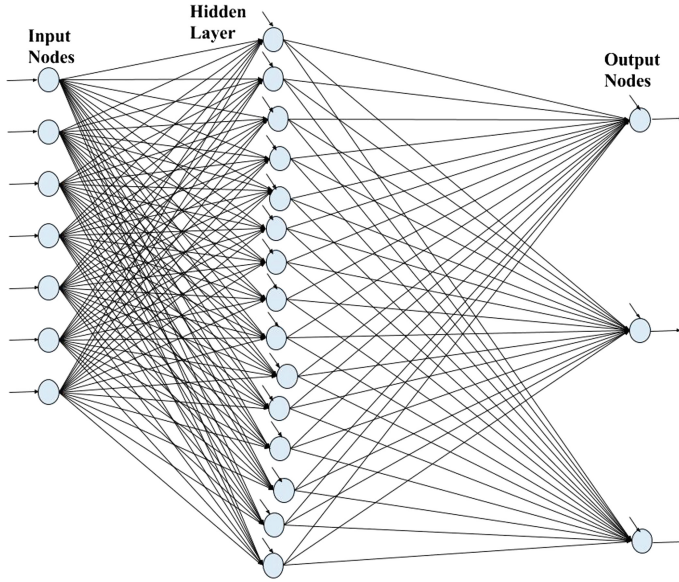 Input
Nodes
Hidden
Layer
Output
Nodes